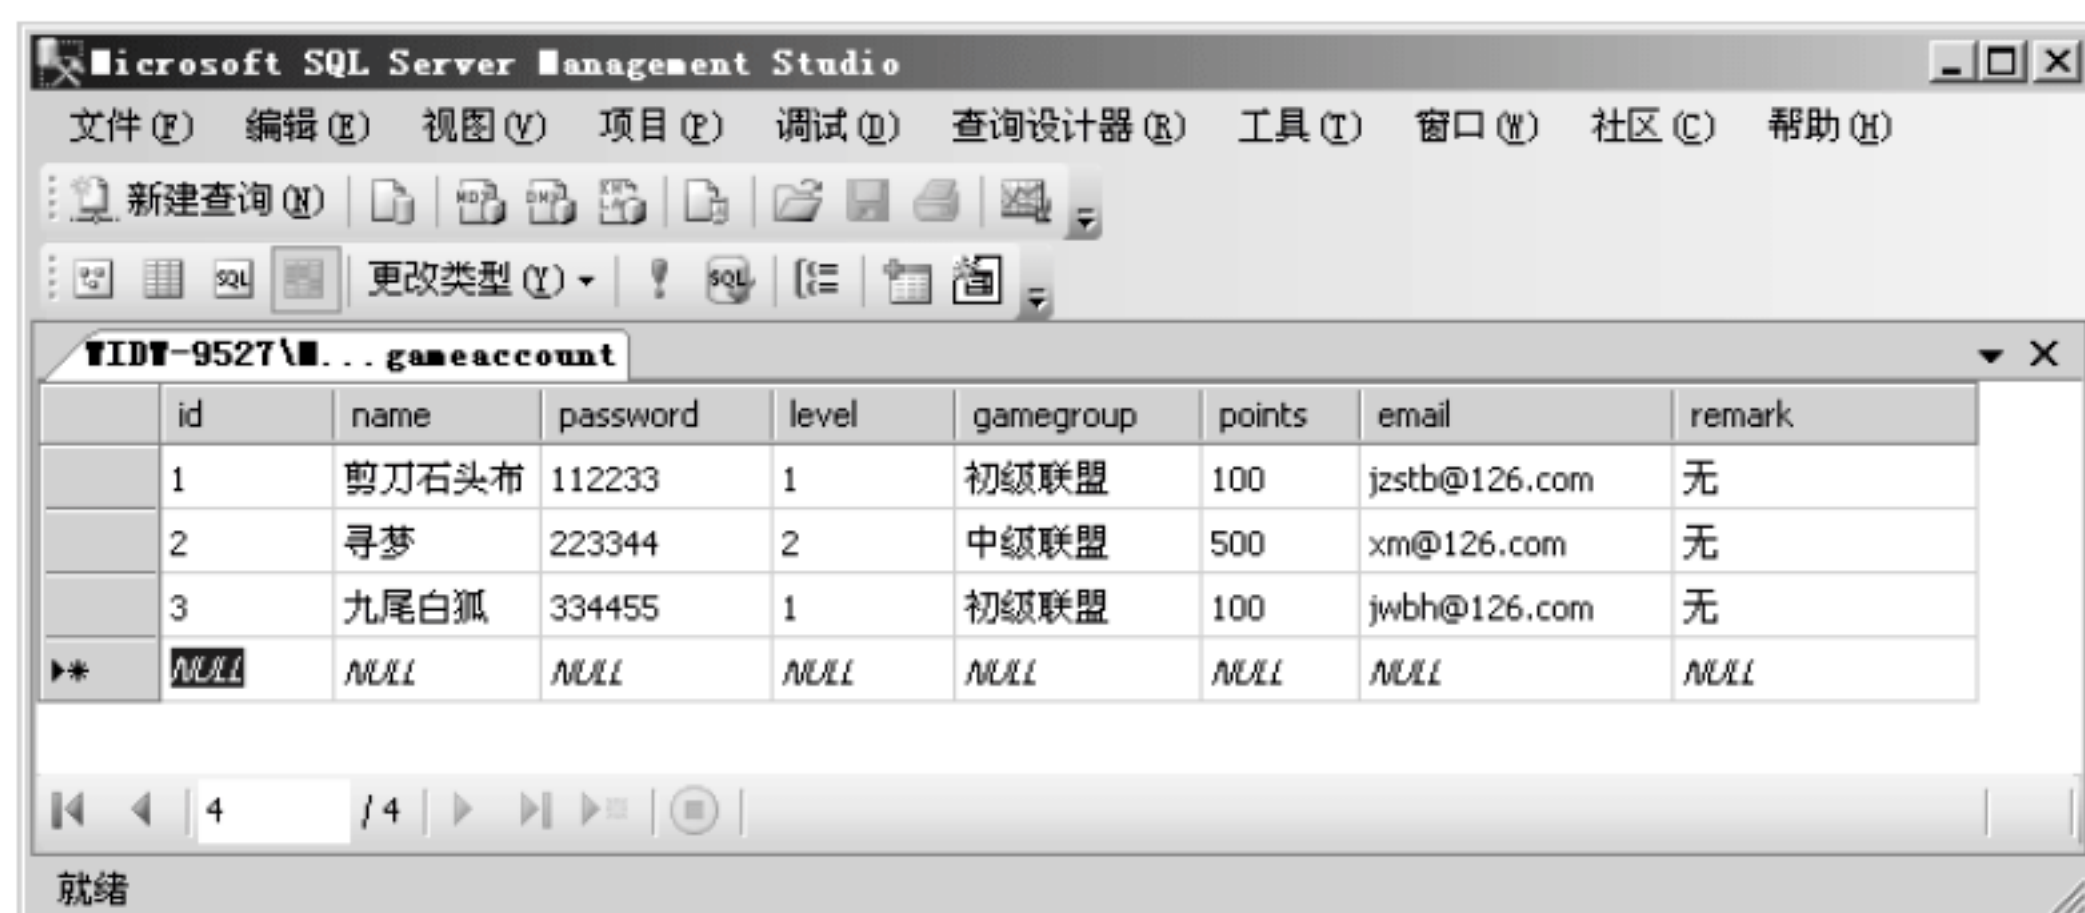 Microsoft SQL Server Management Studio
文件(F) 编辑(E) 视图(V) 项目(P) 调试(D) 查询设计器(R) 工具(T) 窗口(W) 社区(C) 帮助(H)
新建查询(N)
SQL 更改类型(Y) SQL
...gameaccount
id name password level gamegroup points email remark
1 剪刀石头布 112233 1 初级联盟 100 jzstb@126.com 无
2 寻梦 223344 2 中级联盟 500 xm@126.com 无
3 九尾白狐 334455 1 初级联盟 100 jwbh@126.com 无
NULL NULL NULL NULL NULL NULL NULL NULL
4 / 4
就绪